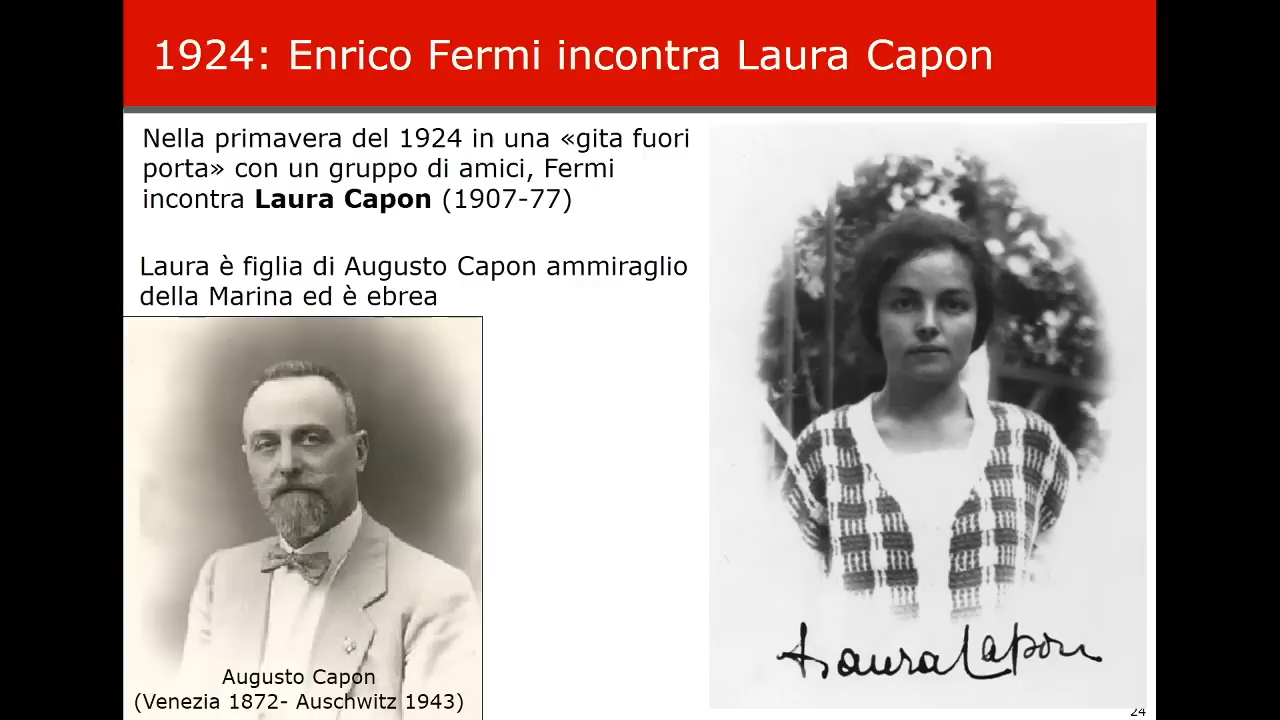 1924: Enrico Fermi incontra Laura Capon
Nella primavera del 1924 in una «gita fuori
porta» con un gruppo di amici, Fermi
incontra Laura Capon (1907-77)
Laura è figlia di Augusto Capon ammiraglio
della Marina ed è ebrea
Augusto Capon
(Venezia 1872- Auschwitz 1943)
Laura Capon
24